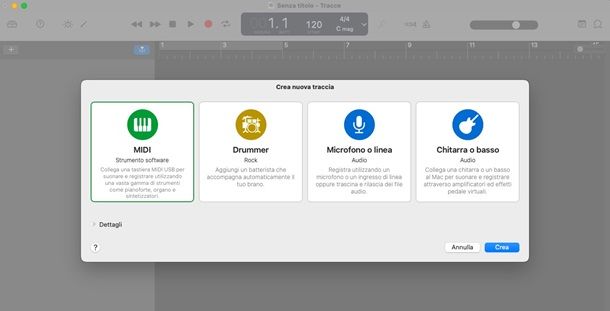 Senza titolo – Tracce
1.1
120
4/4
C mag
1
3
5
7
9
11
13
Crea nuova traccia
MIDI
Strumento software
Collega una tastiera MIDI USB per
suonare e registrare utilizzando
una vasta gamma di strumenti
come pianoforte, organo e
sintetizzatori.
Drummer
Rock
Aggiungi un batterista che
accompagna automaticamente il
tuo brano.
Microfono o linea
Audio
Registra utilizzando un
microfono o un ingresso di linea
oppure trascina e rilascia dei file
audio.
Chitarra o basso
Audio
Collega una chitarra o un basso
al Mac per suonare e registrare
attraverso amplificatori ed effetti
pedale virtuali.
Dettagli
?
Annulla
Crea